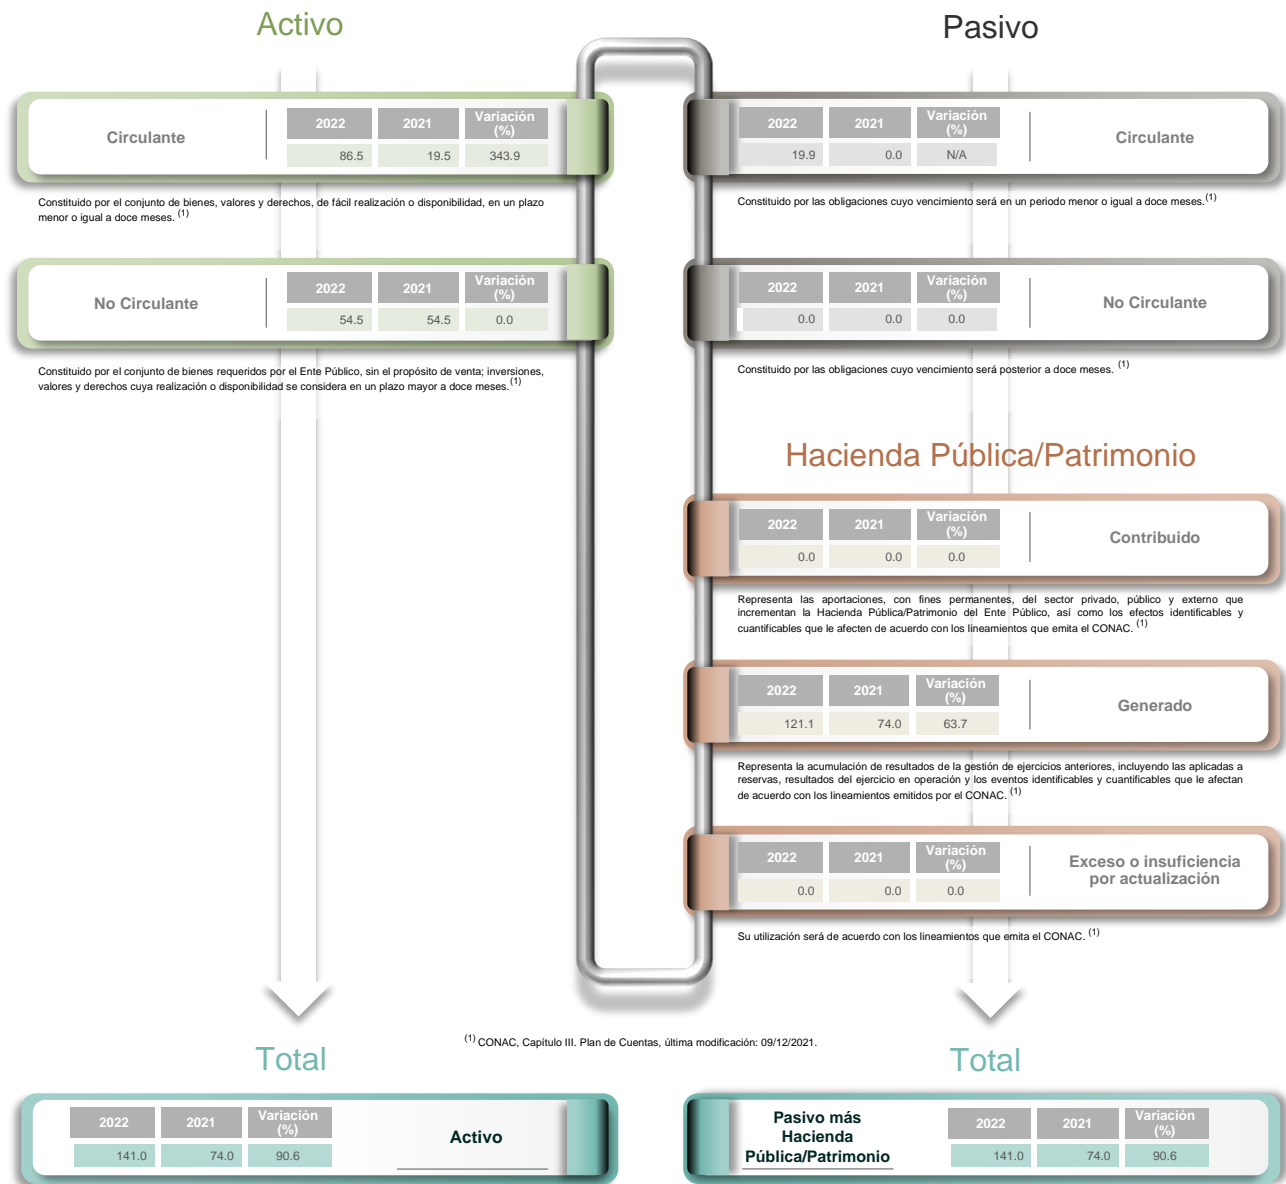 Activo
Circulante
2022 2021 Variación (%)
86.5 19.5 343.9
Constituido por el conjunto de bienes, valores y derechos, de fácil realización o disponibilidad, en un plazo
menor o igual a doce meses. (1)
No Circulante
2022 2021 Variación (%)
54.5 54.5 0.0
Constituido por el conjunto de bienes requeridos por el Ente Público, sin el propósito de venta; inversiones,
valores y derechos cuya realización o disponibilidad se considera en un plazo mayor a doce meses. (1)
Pasivo
2022 2021 Variación (%)
19.9 0.0 N/A
Circulante
Constituido por las obligaciones cuyo vencimiento será en un periodo menor o igual a doce meses. (1)
2022 2021 Variación (%)
0.0 0.0 0.0
No Circulante
Constituido por las obligaciones cuyo vencimiento será posterior a doce meses. (1)
Hacienda Pública/Patrimonio
2022 2021 Variación (%)
0.0 0.0 0.0
Contribuido
Representa las aportaciones, con fines permanentes, del sector privado, público y externo que
incrementan la Hacienda Pública/Patrimonio del Ente Público, así como los efectos identificables y
cuantificables que le afecten de acuerdo con los lineamientos que emita el CONAC. (1)
2022 2021 Variación (%)
121.1 74.0 63.7
Generado
Representa la acumulación de resultados de la gestión de ejercicios anteriores, incluyendo las aplicadas a
reservas, resultados del ejercicio en operación y los eventos identificables y cuantificables que le afectan
de acuerdo con los lineamientos emitidos por el CONAC. (1)
2022 2021 Variación (%)
0.0 0.0 0.0
Exceso o insuficiencia
por actualización
Su utilización será de acuerdo con los lineamientos que emita el CONAC. (1)
(1) CONAC, Capítulo III. Plan de Cuentas, última modificación: 09/12/2021.
Total
2022 2021 Variación (%)
141.0 74.0 90.6
Activo
Total
Pasivo más
Hacienda
Pública/Patrimonio
2022 2021 Variación (%)
141.0 74.0 90.6